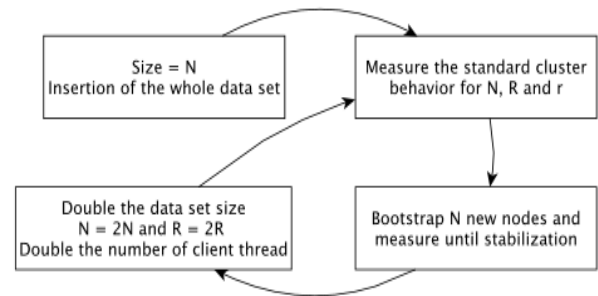 Size = N
Insertion of the whole data set
Measure the standard cluster
behavior for N, R and r
Double the data set size
N = 2N and R = 2R
Double the number of client thread
Bootstrap N new nodes and
measure until stabilization